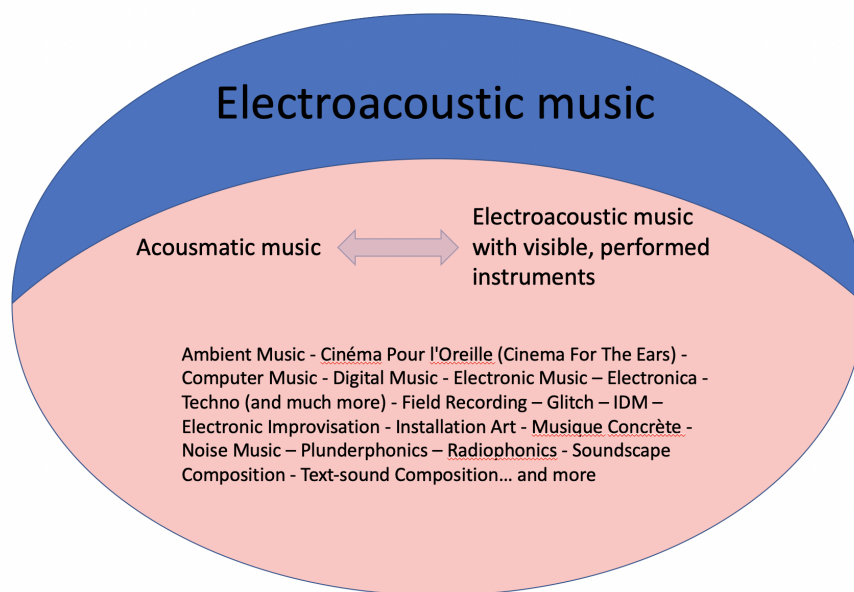 Electroacoustic music
Acousmatic music
Electroacoustic music
with visible, performed
instruments
Ambient Music - Cinéma Pour l'Oreille (Cinema For The Ears) -
Computer Music - Digital Music - Electronic Music – Electronica -
Techno (and much more) - Field Recording – Glitch – IDM –
Electronic Improvisation - Installation Art - Musique Concrète -
Noise Music – Plunderphonics – Radiophonics - Soundscape
Composition - Text-sound Composition... and more